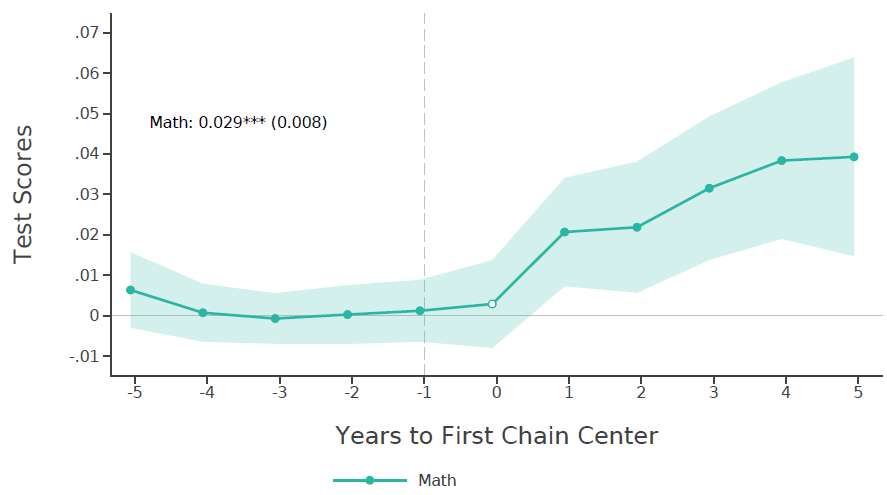 .07
.06
.05
.04
.03
.02
.01
0
-.01
Test Scores
Math: 0.029*** (0.008)
-5 -4 -3 -2 -1 0 1 2 3 4 5
Years to First Chain Center
Math